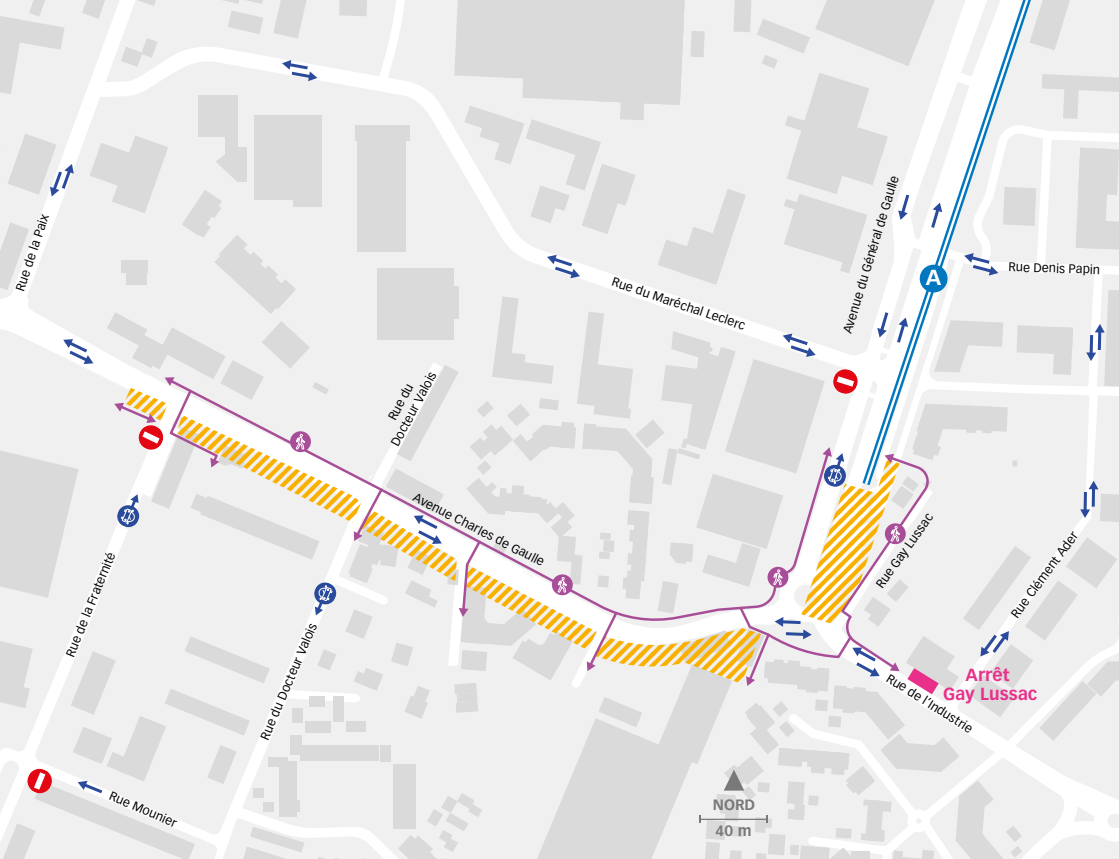 Rue de la Paix
Avenue du Général de Gaulle
A
Rue Denis Papin
Rue du Maréchal Leclerc
Rue du
Docteur Valois
Avenue Charles de Gaulle
Rue Gay Lussac
Rue Clément Ader
Rue de la Fraternité
Rue du Docteur Valois
Arrêt
Gay Lussac
Rue de l'Industrie
Rue Mounier
NORD
40 m